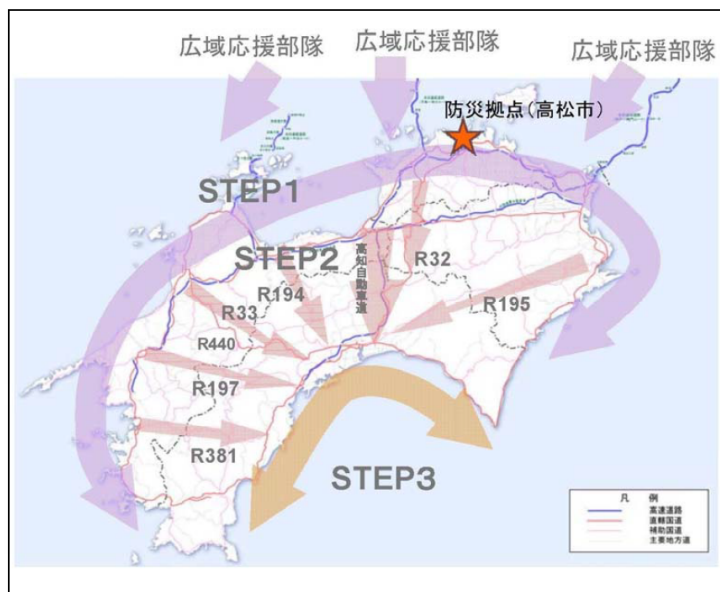 広域応援部隊
広域応援部隊
広域応援部隊
防災拠点(高松市)
STEP1
STEP2
高知自動車道
R32
R194
R195
R33
R440
R197
R381
STEP3
凡 例
高速道路
直轄国道
補助国道
主要地方道